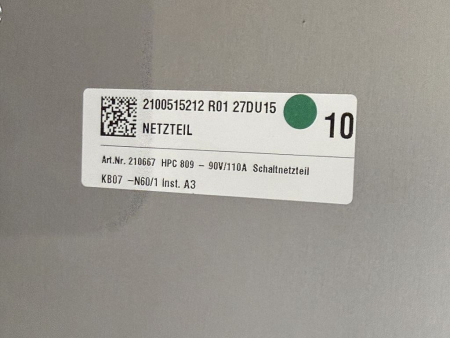 2100515212 R01 27DU15
10
NETZTEIL
Art.Nr. 210667 HPC 809 – 90V/110A Schaltnetzteil
KB07 –N60/1 Inst. A3